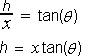 h/x = tan(θ)
h = x tan(θ)